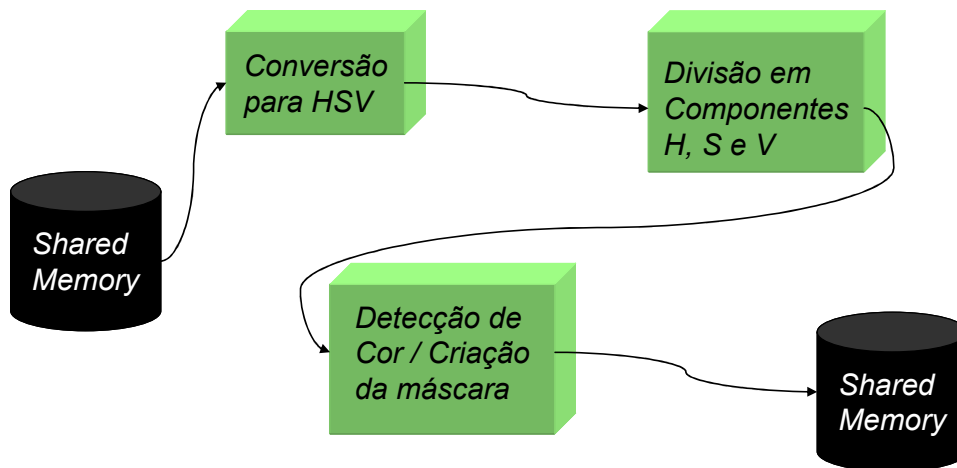 Conversão
para HSV
Divisão em
Componentes
H, S e V
Shared
Memory
Detecção de
Cor / Criação
da máscara
Shared
Memory